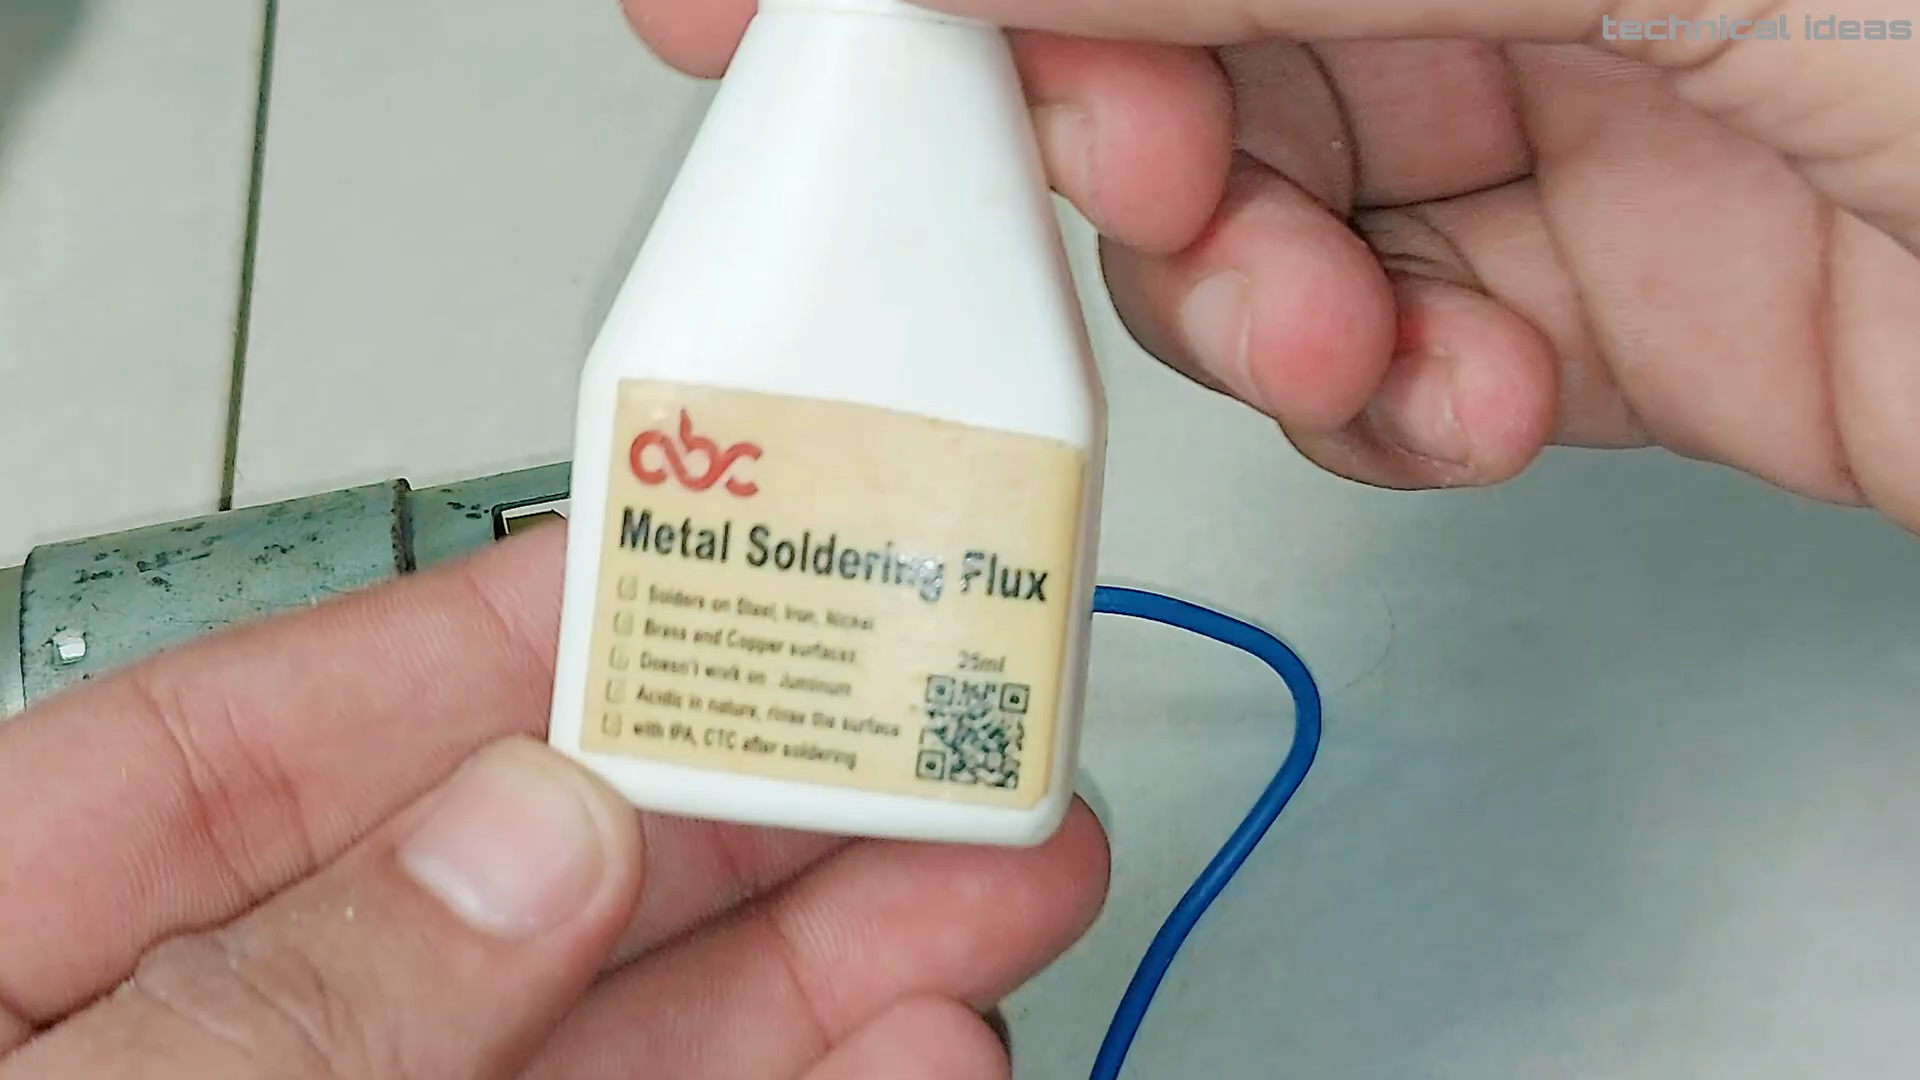 technical ideas
abc
Metal Soldering Flux
Solders on Steel, Iron, Nickel
Brass and Copper surfaces
Doesn't work on
Acidic in nature, rinse the surface
with IPA, CTC after soldering
25ml